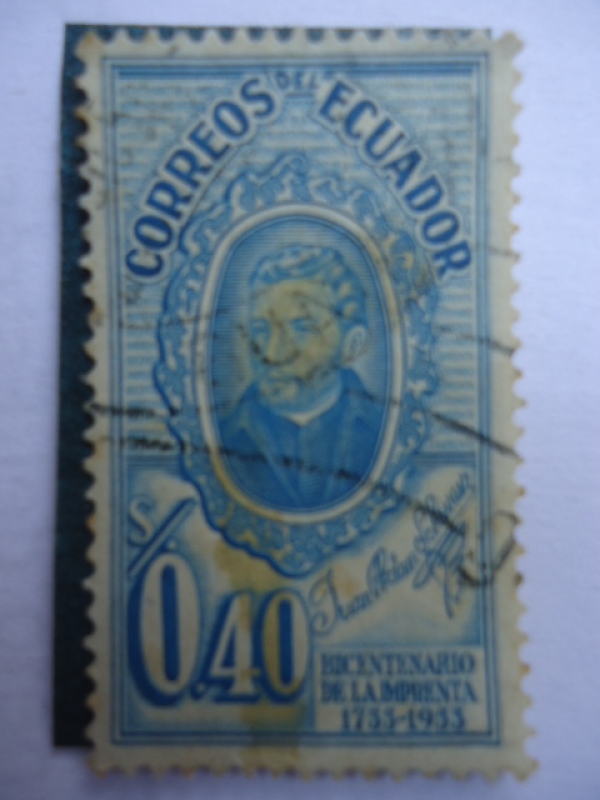 CORREOS DEL ECUADOR
S/ 0.40
BICENTENARIO
DE LA IMPRENTA
1755-1955